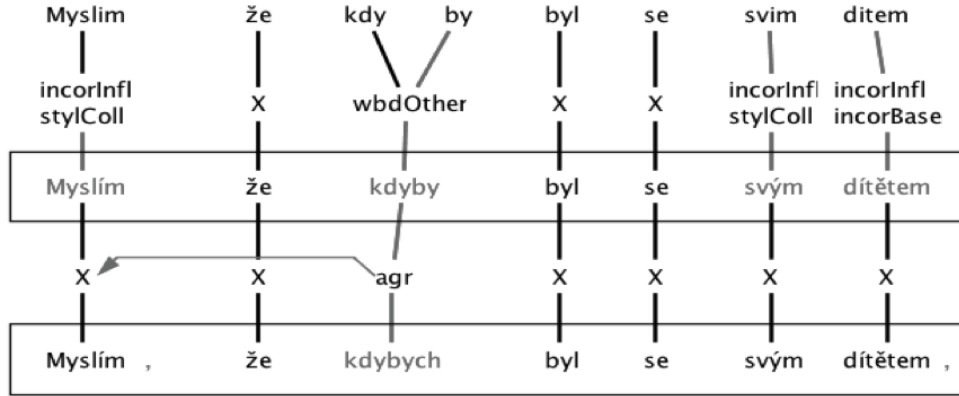 Myslim že kdy by byl se svim ditem
incorInfl incorInfl incorInfl
stylColl X wbdOther X X stylColl incorBase
Myslím že kdyby byl se svým dítětem
X X agr X X X X
Myslím , že kdybych byl se svým dítětem ,